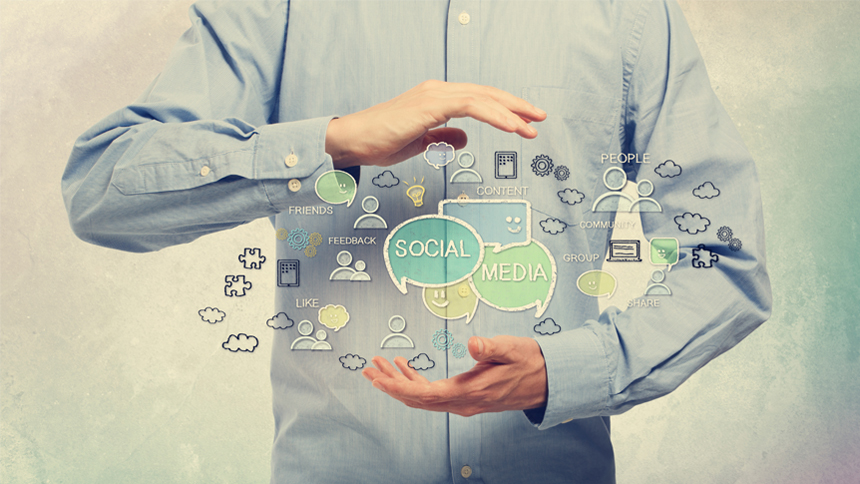 PEOPLE
CONTENT
FRIENDS
COMMUNITY
FEEDBACK
SOCIAL
MEDIA
GROUP
LIKE
SHARE